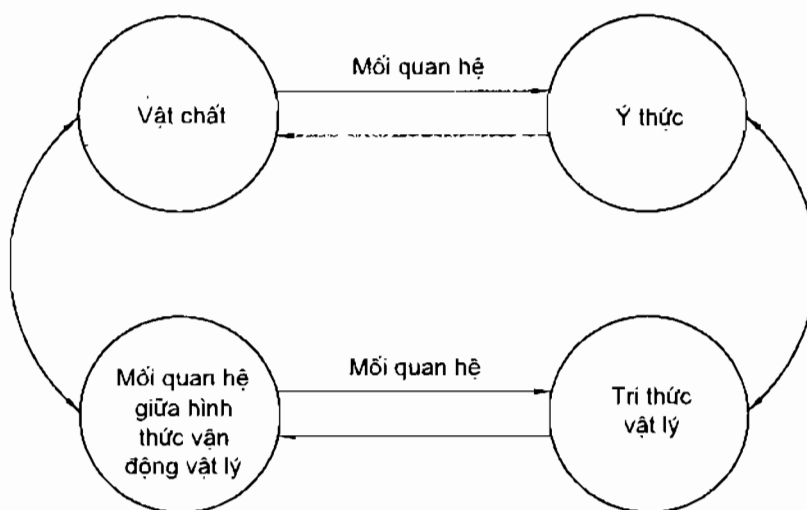 Mối quan hệ
Vật chất
Ý thức
Mối quan hệ
Mối quan hệ
giữa hình
thức vận
động vật lý
Tri thức
vật lý